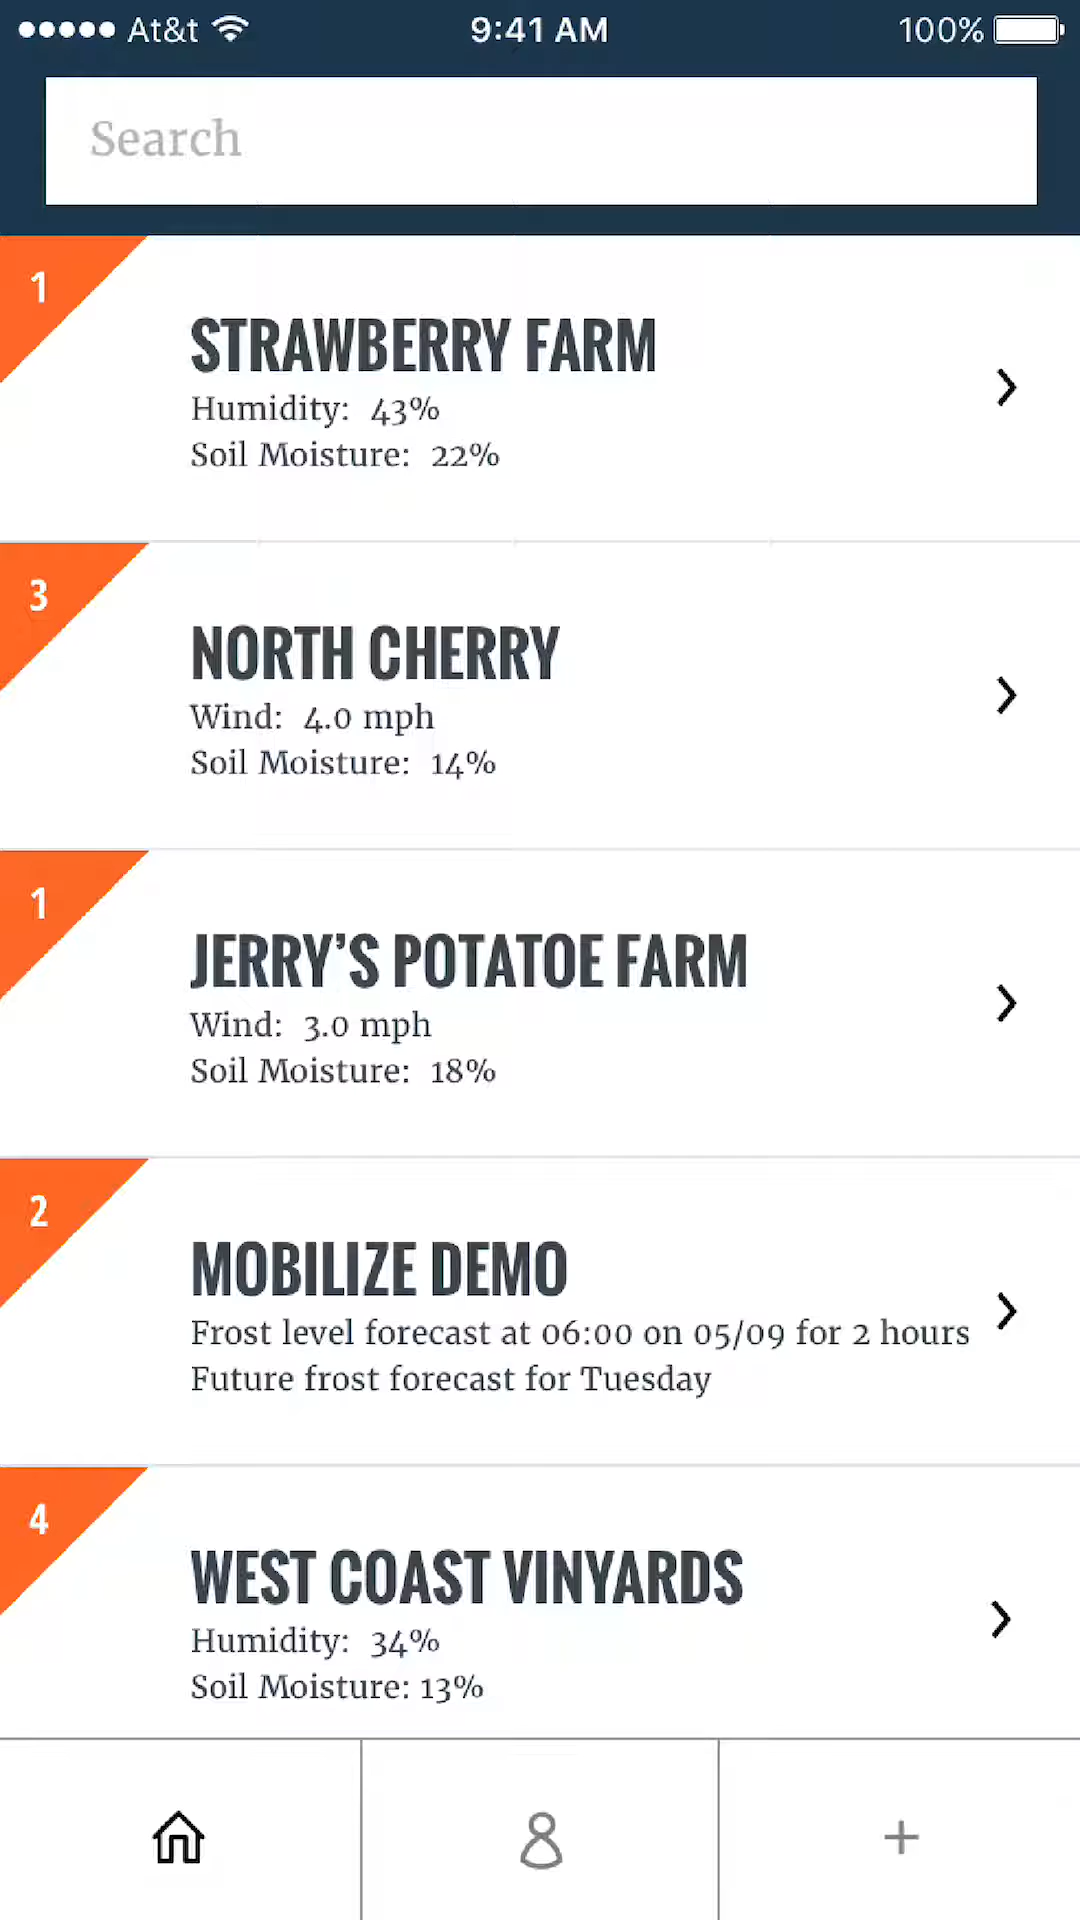 At&t 9:41 AM 100%
Search
1
STRAWBERRY FARM
Humidity: 43%
Soil Moisture: 22%
3
NORTH CHERRY
Wind: 4.0 mph
Soil Moisture: 14%
1
JERRY’S POTATOE FARM
Wind: 3.0 mph
Soil Moisture: 18%
2
MOBILIZE DEMO
Frost level forecast at 06:00 on 05/09 for 2 hours
Future frost forecast for Tuesday
4
WEST COAST VINYARDS
Humidity: 34%
Soil Moisture: 13%